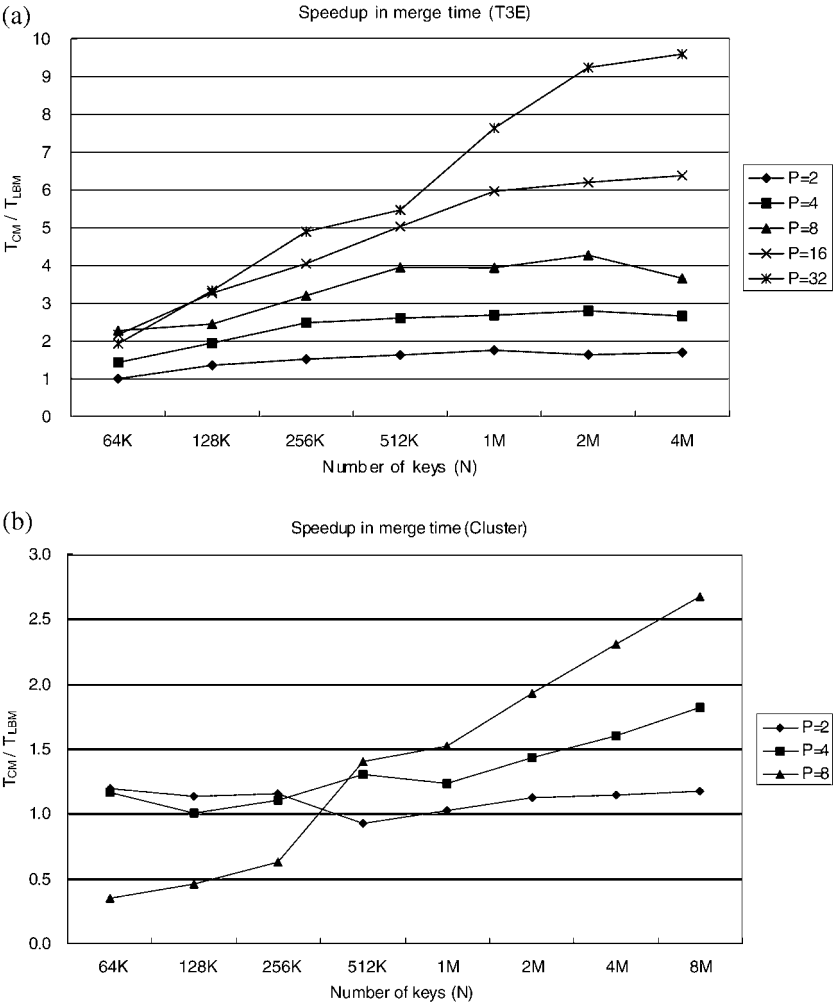 (a)
Speedup in merge time (T3E)
10
9
8
7
6
5
4
3
2
1
0
T_CM / T_LBM
64K 128K 256K 512K 1M 2M 4M
Number of keys (N)
P=2
P=4
P=8
P=16
P=32
(b)
Speedup in merge time (Cluster)
3.0
2.5
2.0
1.5
1.0
0.5
0.0
T_CM / T_LBM
64K 128K 256K 512K 1M 2M 4M 8M
Number of keys (N)
P=2
P=4
P=8